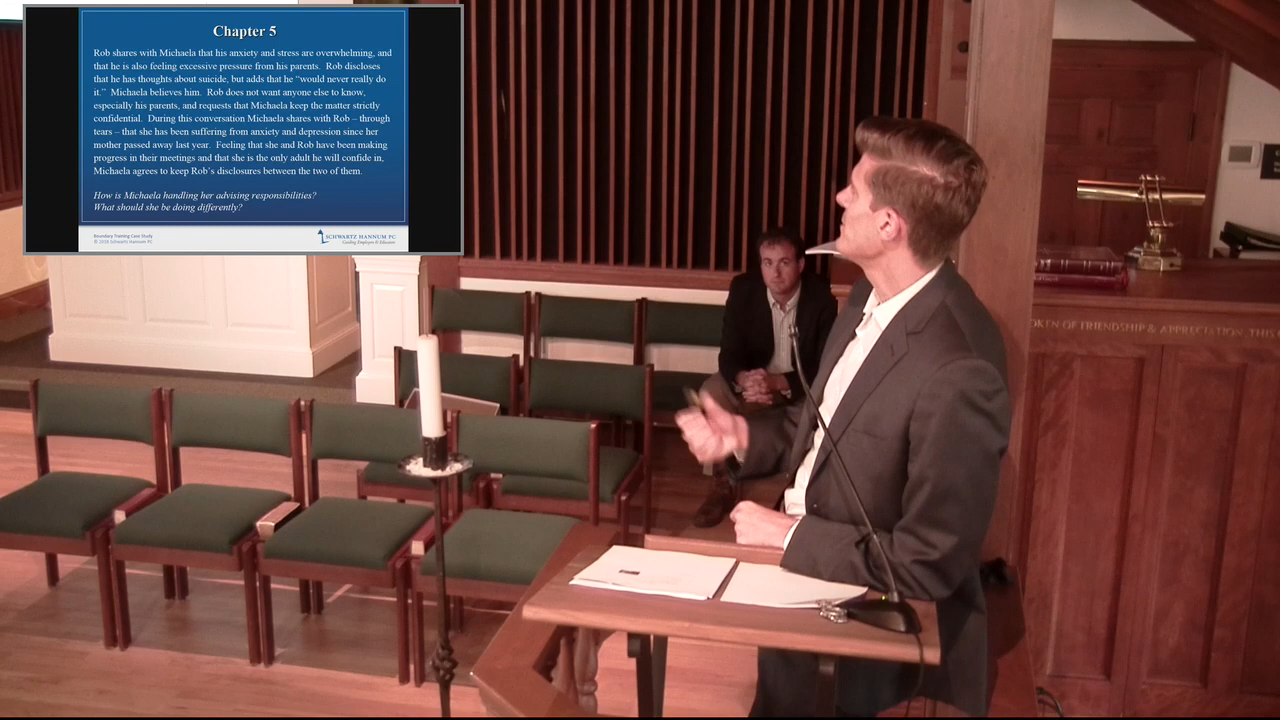 Chapter 5
Rob shares with Michaela that his anxiety and stress are overwhelming, and
that he is also feeling excessive pressure from his parents.  Rob discloses
that he has thoughts about suicide, but adds that he “would never really do
it.”  Michaela believes him.  Rob does not want anyone else to know,
especially his parents, and requests that Michaela keep the matter strictly
confidential.  During this conversation Michaela shares with Rob – through
tears – that she has been suffering from anxiety and depression since her
mother passed away last year.  Feeling that she and Rob have been making
progress in their meetings and that she is the only adult he will confide in,
Michaela agrees to keep Rob’s disclosures between the two of them.
How is Michaela handling her advising responsibilities?
What should she be doing differently?
Boundary Training Case Study
© 2018 Schwartz Hannum PC
SCHWARTZ HANNUM PC
Guiding Employers & Educators
OKEN OF FRIENDSHIP & APPRECIATION, THIS